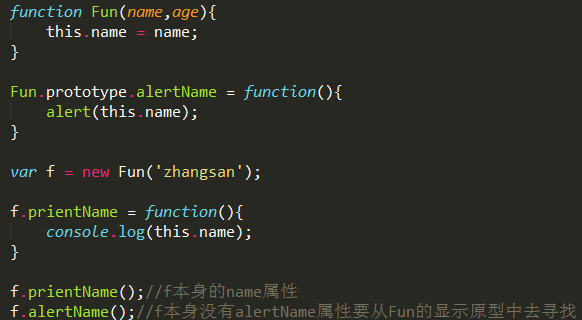 function Fun(name,age){
this.name = name;
}
Fun.prototype.alertName = function(){
alert(this.name);
}
var f = new Fun('zhangsan');
f.prientName = function(){
console.log(this.name);
}
f.prientName();//f本身的name属性
f.alertName();//f本身没有alertName属性要从Fun的显示原型中去寻找